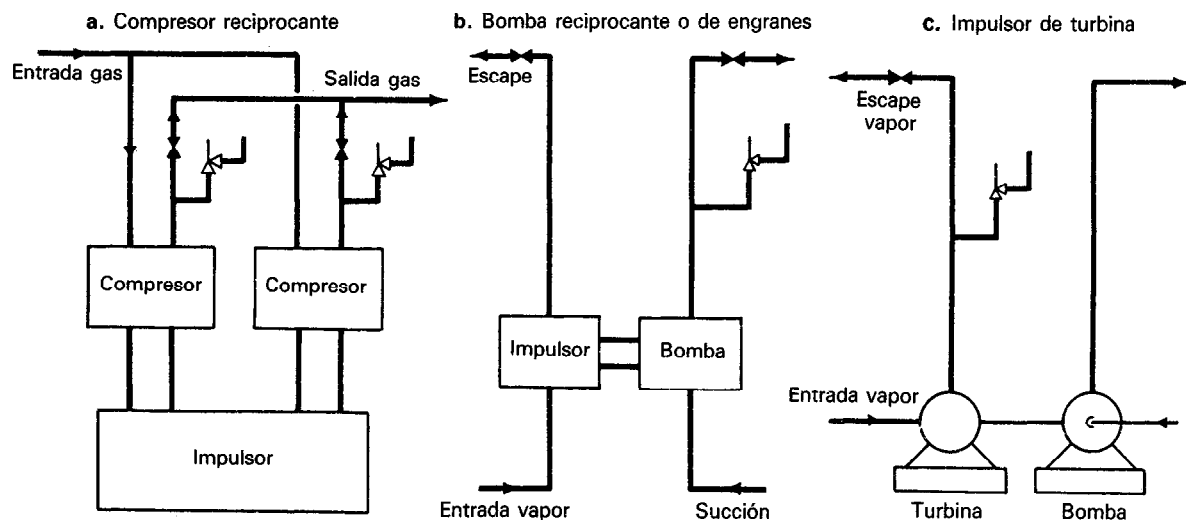 a. Compresor reciprocante
Entrada gas
Salida gas
Compresor
Compresor
Impulsor
b. Bomba reciprocante o de engranes
Escape
Impulsor
Bomba
Entrada vapor
Succión
c. Impulsor de turbina
Escape
vapor
Entrada vapor
Turbina
Bomba